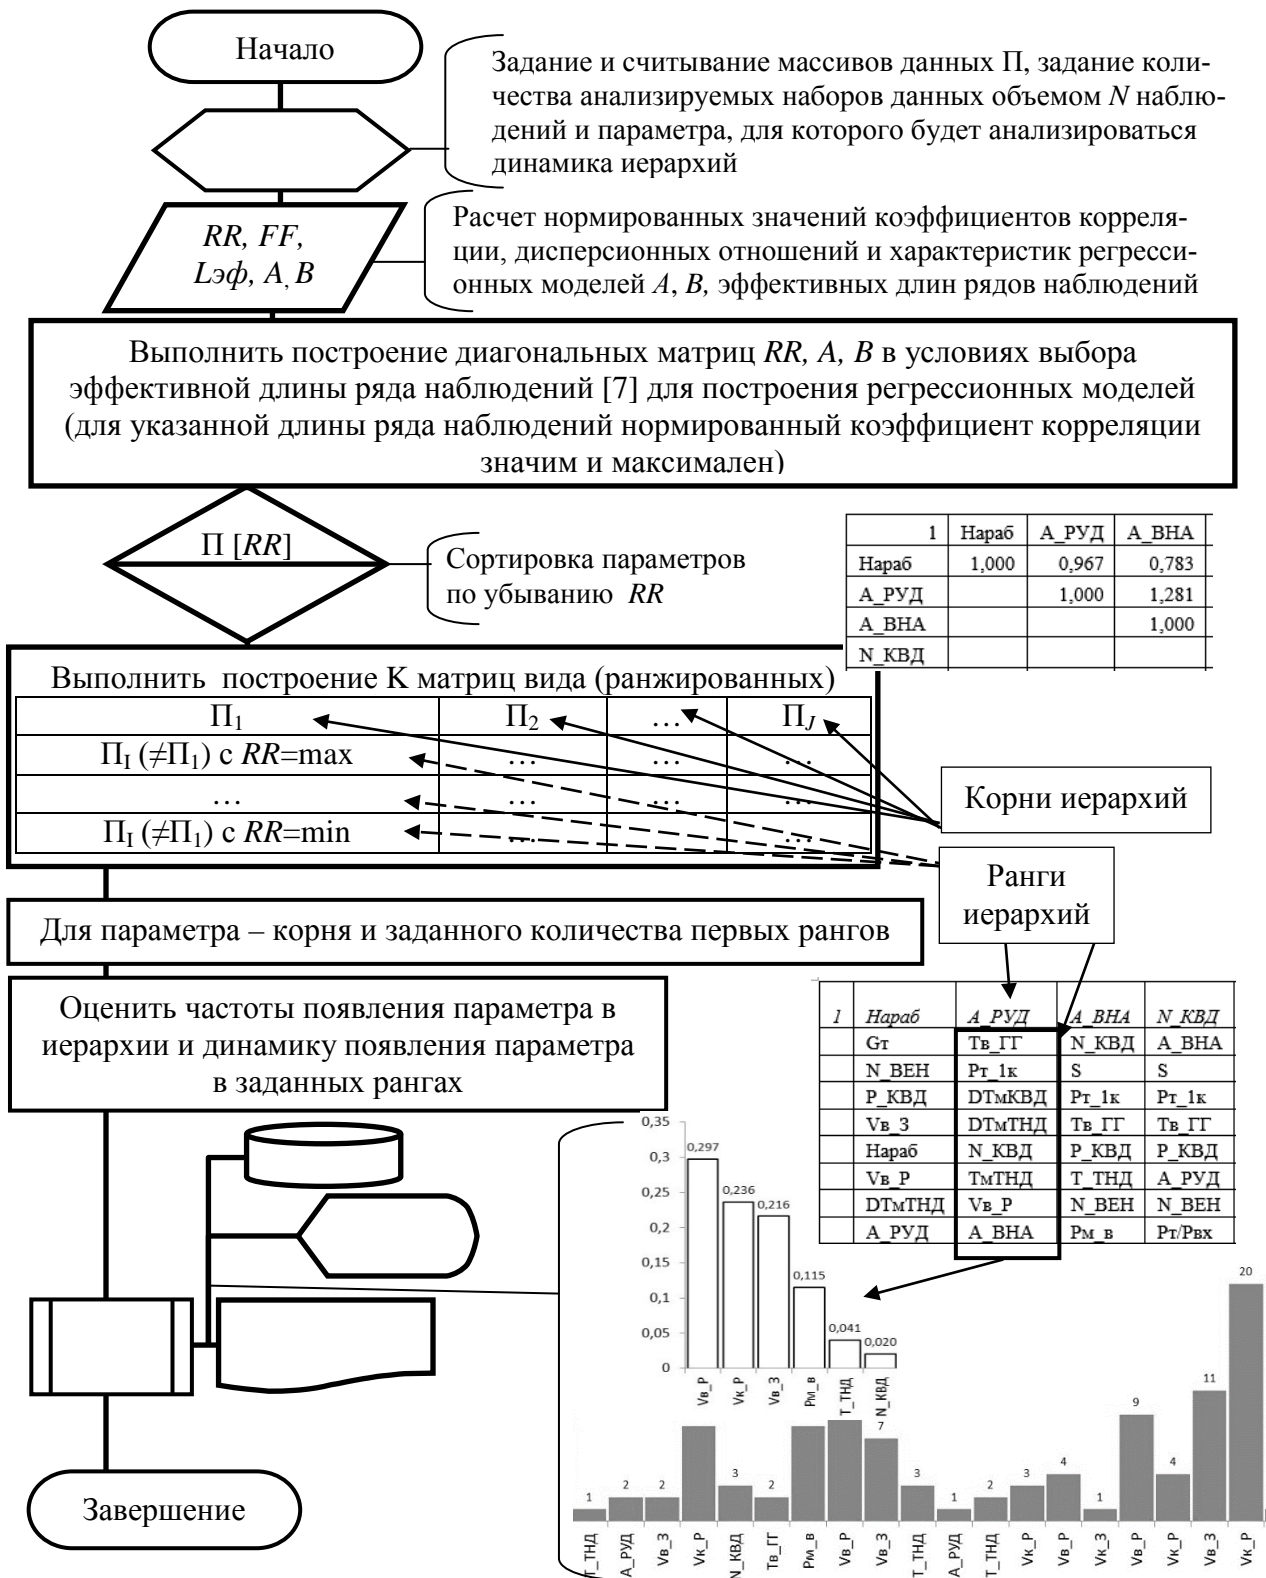 Начало
Задание и считывание массивов данных П, задание коли-
чества анализируемых наборов данных объемом N наблю-
дений и параметра, для которого будет анализироваться
динамика иерархий
RR, FF,
Lэф, A, B
Расчет нормированных значений коэффициентов корреля-
ции, дисперсионных отношений и характеристик регресси-
онных моделей A, B, эффективных длин рядов наблюдений
Выполнить построение диагональных матриц RR, A, B в условиях выбора
эффективной длины ряда наблюдений [7] для построения регрессионных моделей
(для указанной длины ряда наблюдений нормированный коэффициент корреляции
значим и максимален)
П [RR]
Сортировка параметров
по убыванию RR
1 Нараб А_РУД А_ВНА
Нараб 1,000 0,967 0,783
А_РУД 1,000 1,281
А_ВНА 1,000
N_КВД
Выполнить построение К матриц вида (ранжированных)
П1 П2 … ПJ
ПI (≠П1) с RR=max … … …
… … … …
ПI (≠П1) с RR=min … … …
Корни иерархий
Ранги
иерархий
Для параметра – корня и заданного количества первых рангов
Оценить частоты появления параметра в
иерархии и динамику появления параметра
в заданных рангах
1 Нараб А_РУД А_ВНА N_КВД
Gт Тв_ГГ N_КВД А_ВНА
N_ВЕН Рт_1к S S
Р_КВД DТмКВД Рт_1к Рт_1к
Vв_З DТмТНД Тв_ГГ Тв_ГГ
Нараб N_КВД Р_КВД Р_КВД
Vв_Р ТмТНД Т_ТНД А_РУД
DТмТНД Vв_Р N_ВЕН N_ВЕН
А_РУД А_ВНА Рм_в Рт/Рвх
0,35
0,3
0,25
0,2
0,15
0,1
0,05
0
0,297
0,236
0,216
0,115
0,041
0,020
Vв_Р
Vк_Р
Vв_З
Рм_в
Т_ТНД
N_КВД
1 2 2 3 2 7 3 1 2 3 4 1 9 4 11 20
Т_ТНД
А_РУД
Vв_З
Vк_Р
N_КВД
Тв_ГГ
Рм_в
Vв_Р
Vв_З
Т_ТНД
А_РУД
Т_ТНД
Vк_Р
Vв_Р
Vк_З
Vв_Р
Vк_Р
Vв_З
Vк_Р
Завершение